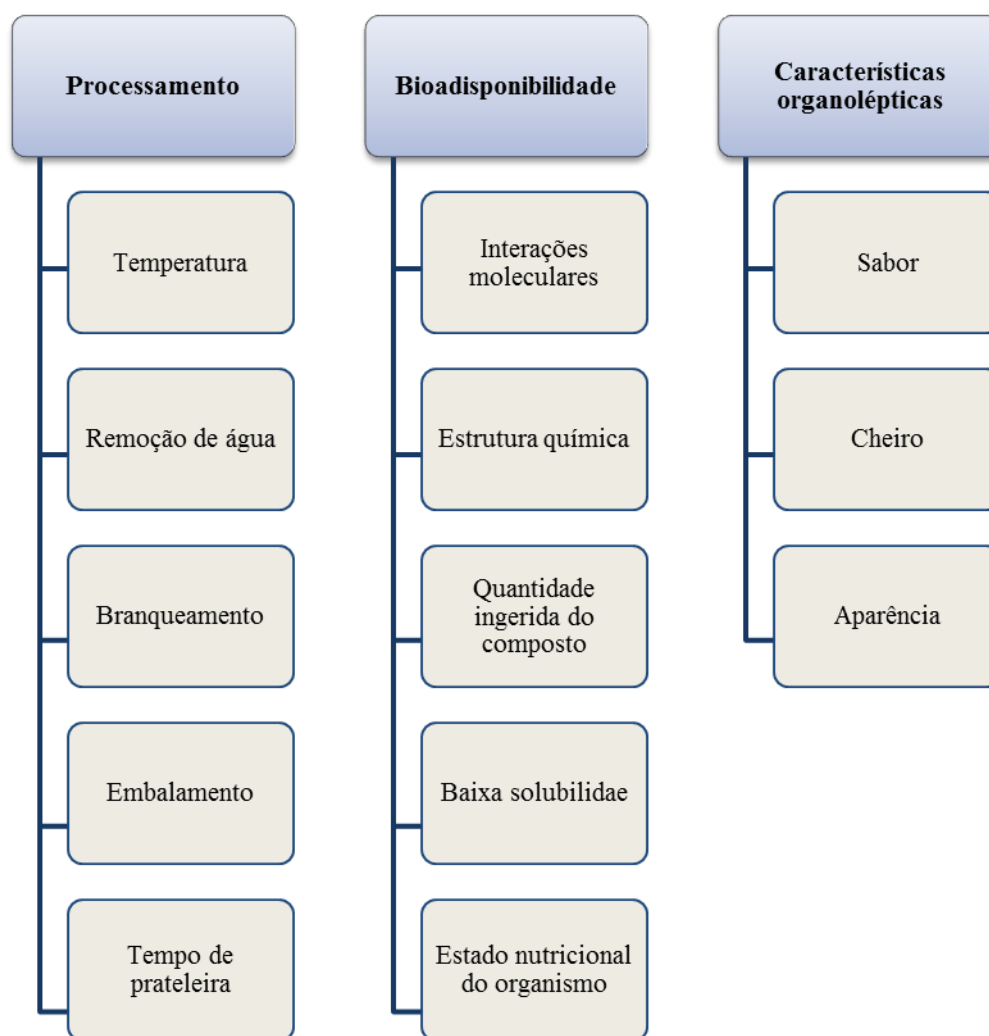 Processamento
Temperatura
Remoção de água
Branqueamento
Embalamento
Tempo de
prateleira
Bioadisponibilidade
Interações
moleculares
Estrutura química
Quantidade
ingerida do
composto
Baixa solubilidae
Estado nutricional
do organismo
Características
organolépticas
Sabor
Cheiro
Aparência